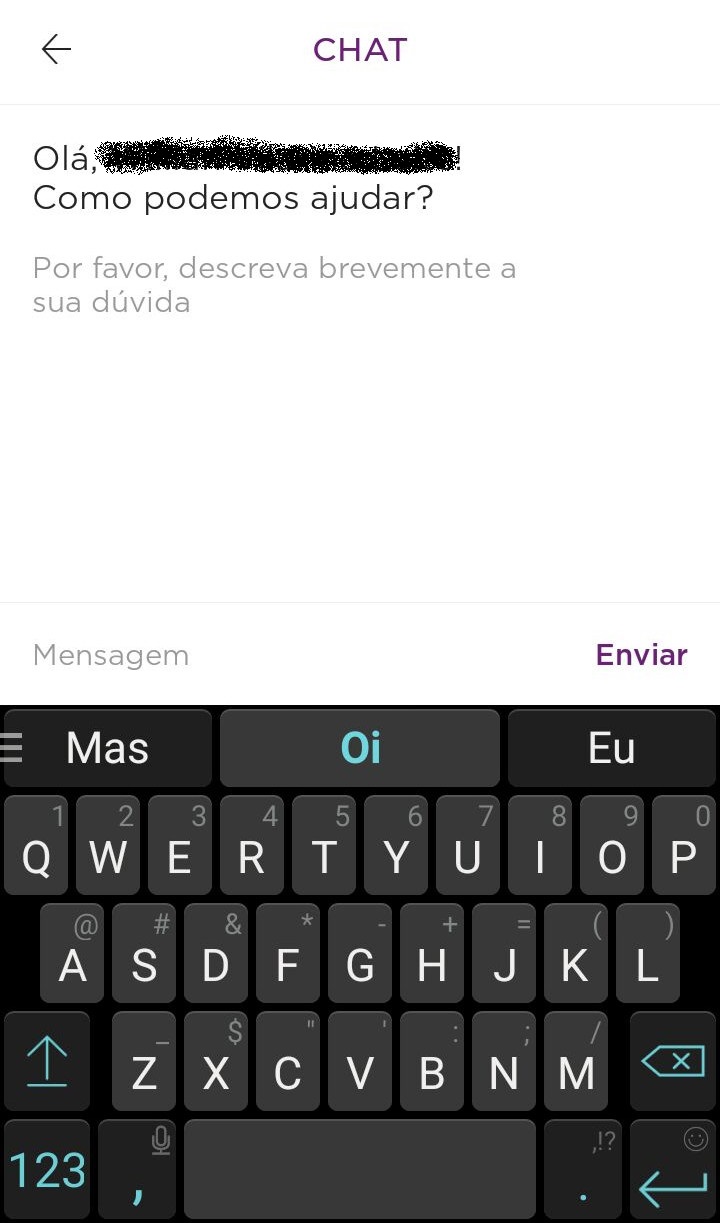 CHAT
Olá, !
Como podemos ajudar?
Por favor, descreva brevemente a
sua dúvida
Mensagem Enviar
Mas Oi Eu
1 2 3 4 5 6 7 8 9 0
Q W E R T Y U I O P
@ # & * - + = ( )
A S D F G H J K L
_ $ " ' : ; /
Z X C V B N M
,!?
123 , .